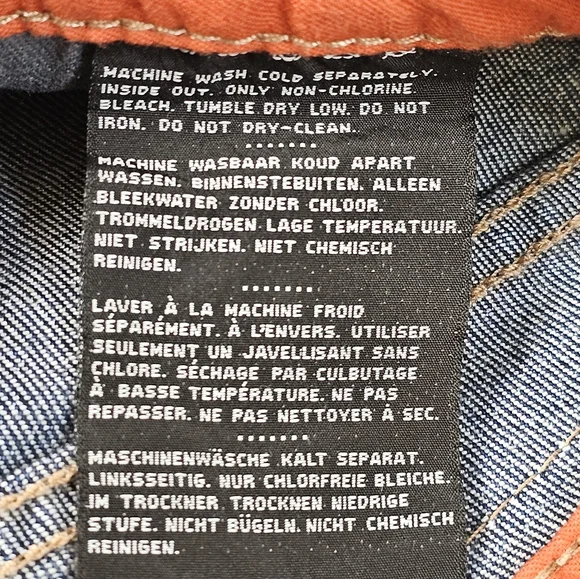 MACHINE WASH COLD SEPARATELY.
INSIDE OUT. ONLY NON-CHLORINE
BLEACH. TUMBLE DRY LOW. DO NOT
IRON. DO NOT DRY-CLEAN.
MACHINE WASBAAR KOUD APART
WASSEN. BINNENSTEBUITEN. ALLEEN
BLEEKWATER ZONDER CHLOOR.
TROMMELDROGEN LAGE TEMPERATUUR.
NIET STRIJKEN. NIET CHEMISCH
REINIGEN.
LAVER À LA MACHINE FROID
SÉPARÉMENT. À L'ENVERS. UTILISER
SEULEMENT UN JAVELLISANT SANS
CHLORE. SÉCHAGE PAR CULBUTAGE
À BASSE TEMPÉRATURE. NE PAS
REPASSER. NE PAS NETTOYER À SEC.
MASCHINENWÄSCHE KALT SEPARAT.
LINKSSEITIG. NUR CHLORFREIE BLEICHE.
IM TROCKNER TROCKNEN NIEDRIGE
STUFE. NICHT BÜGELN. NICHT CHEMISCH
REINIGEN.